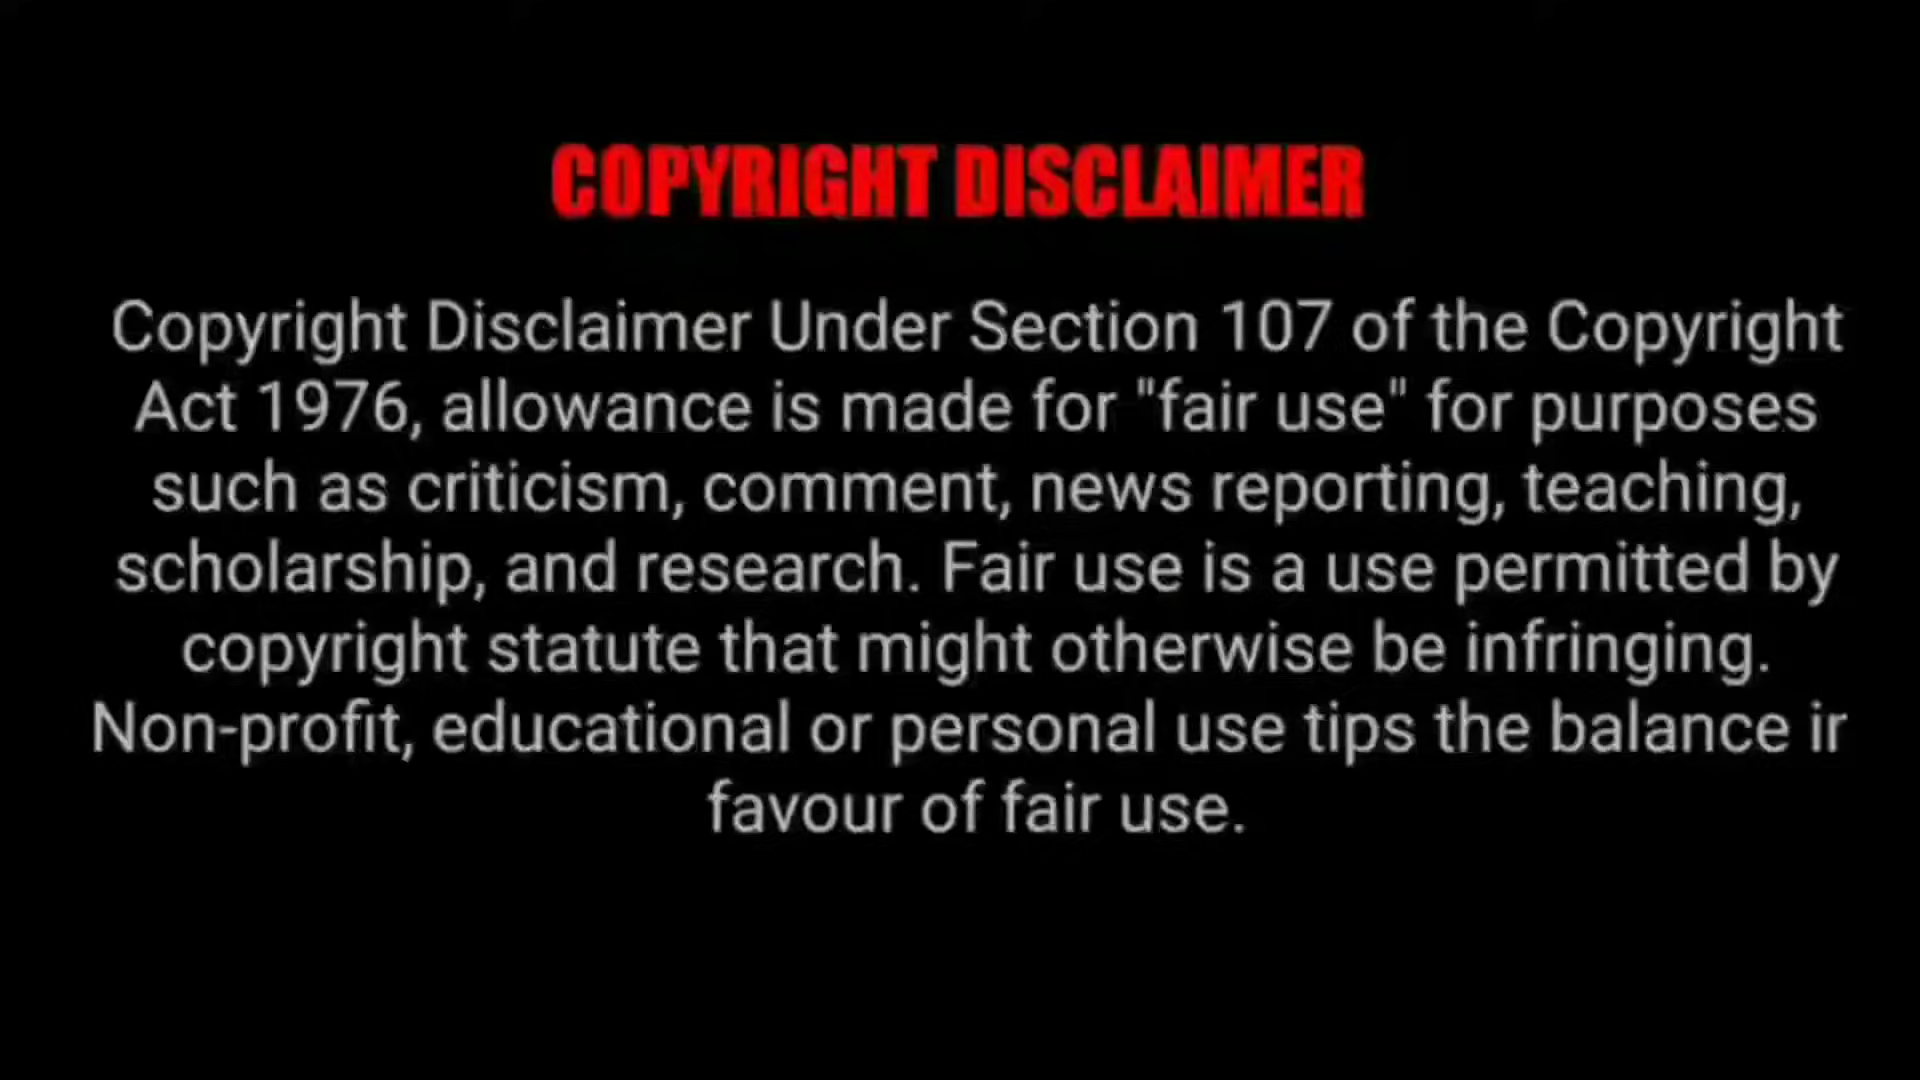 COPYRIGHT DISCLAIMER
Copyright Disclaimer Under Section 107 of the Copyright
Act 1976, allowance is made for "fair use" for purposes
such as criticism, comment, news reporting, teaching,
scholarship, and research. Fair use is a use permitted by
copyright statute that might otherwise be infringing.
Non-profit, educational or personal use tips the balance ir
favour of fair use.